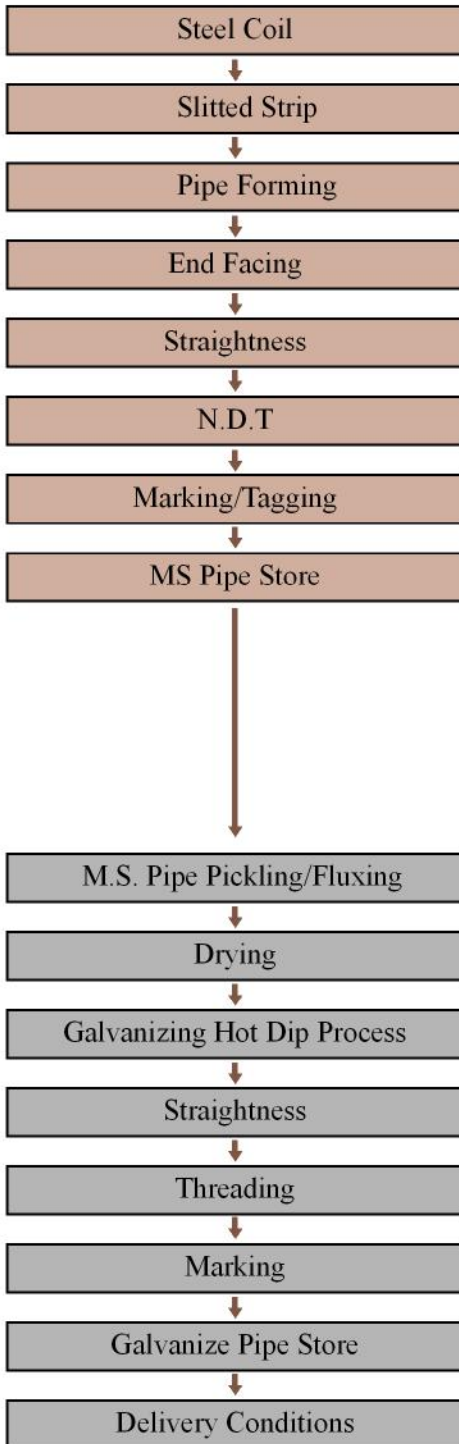 Steel Coil
Slitted Strip
Pipe Forming
End Facing
Straightness
N.D.T
Marking/Tagging
MS Pipe Store
M.S. Pipe Pickling/Fluxing
Drying
Galvanizing Hot Dip Process
Straightness
Threading
Marking
Galvanize Pipe Store
Delivery Conditions